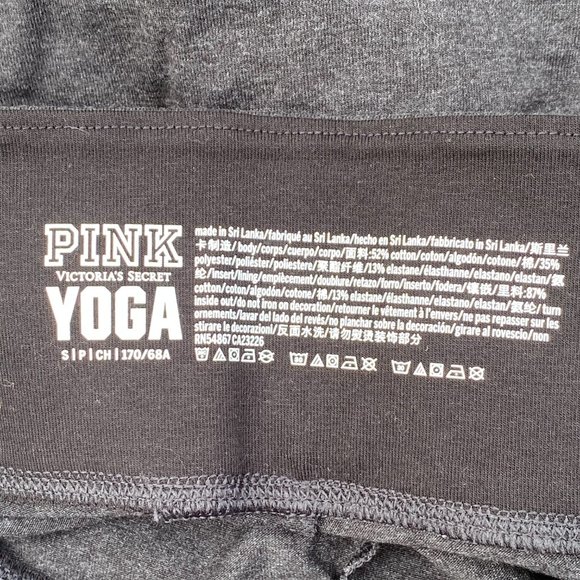 PINK
VICTORIA'S SECRET
YOGA
S|P|CH|170/68A
made in Sri Lanka/fabriqué au Sri Lanka/hecho en Sri Lanka/fabbricato in Sri Lanka/斯里兰
卡制造/body/corps/cuerpo/corpo/面料:52% cotton/coton/algodón/cotone/棉/35%
polyester/poliéster/poliestere/聚酯纤维/13% elastane/élasthanne/elastano/elastan/氨
纶/insert/lining/empiècement/doublure/retazo/forro/inserto/fodera/镶嵌/里料:87%
cotton/coton/algodón/cotone/棉/13% elastane/élasthanne/elastano/elastan/氨纶/turn
inside out/do not iron on decoration/retourner le vêtement à l'envers/ne pas repasser sur les
ornements/lavar del lado del revés/no planchar sobre la decoración/girare al rovescio/non
stirare le decorazioni/反面水洗/请勿熨烫装饰部分
RN54867 CA23226